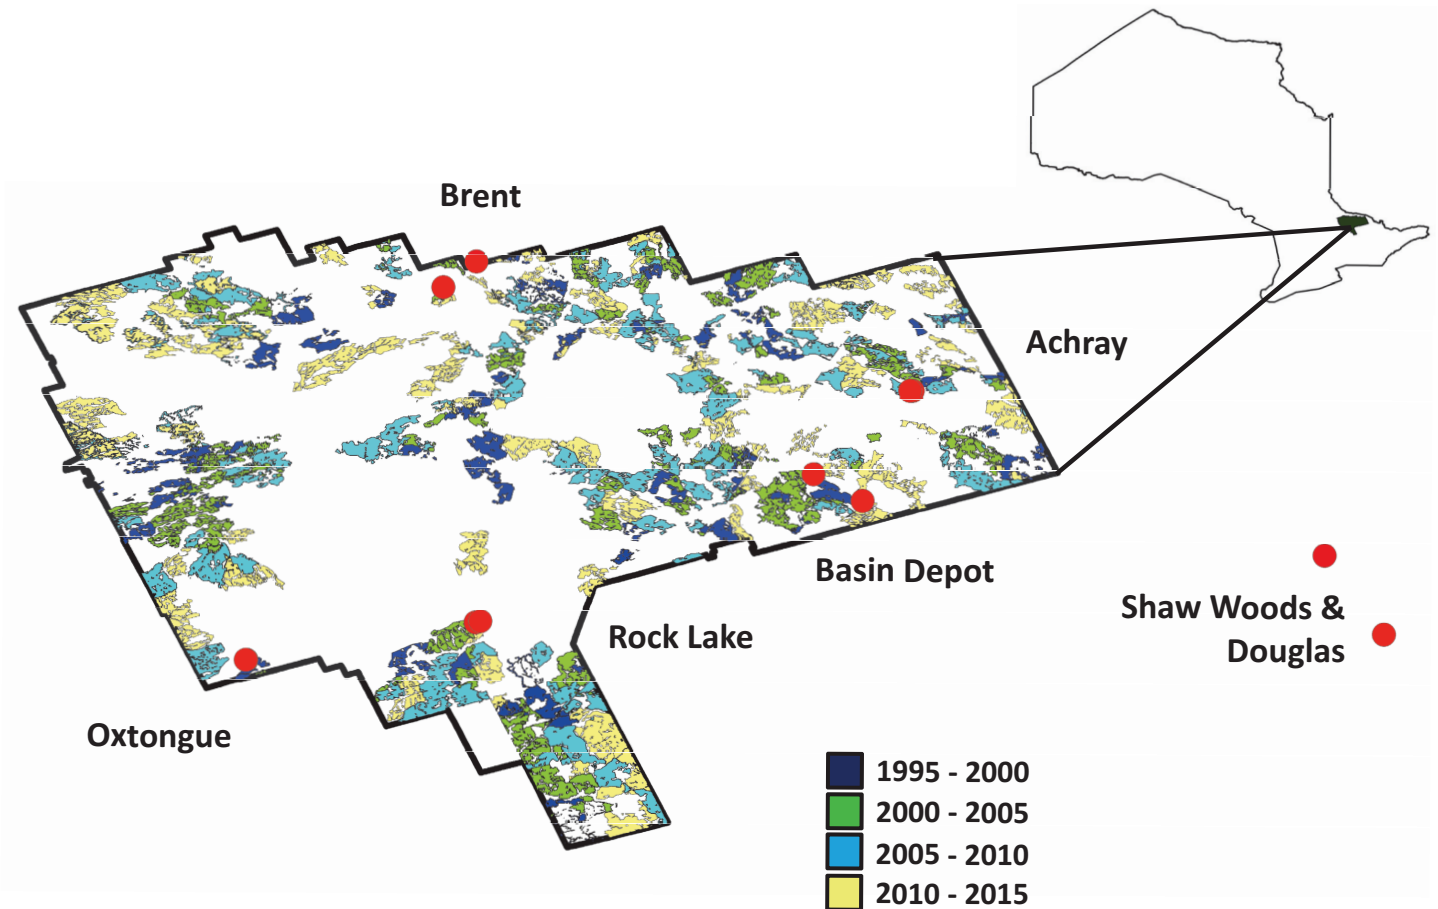 Brent
Achray
Basin Depot
Shaw Woods &
Douglas
Rock Lake
Oxtongue
1995 - 2000
2000 - 2005
2005 - 2010
2010 - 2015